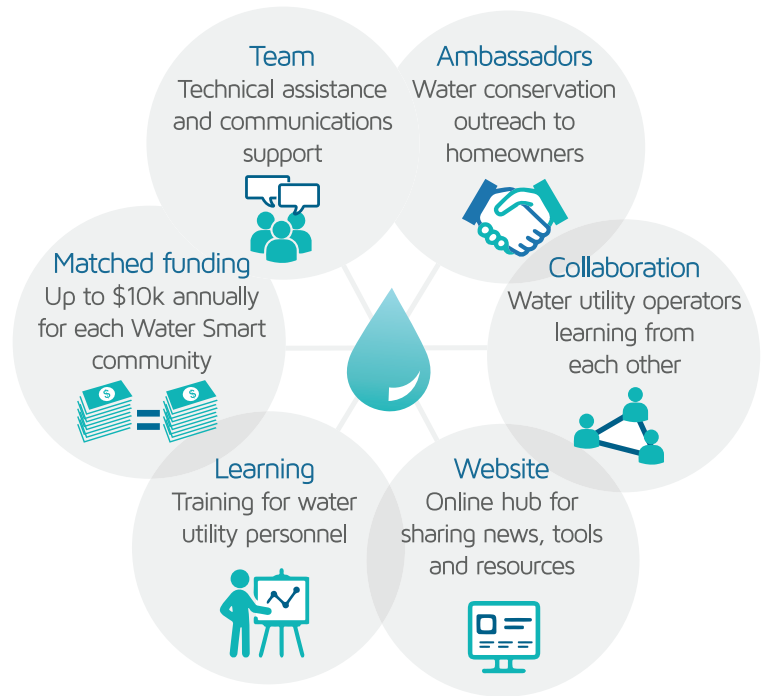 Team
Technical assistance
and communications
support
Ambassadors
Water conservation
outreach to
homeowners
Matched funding
Up to $10k annually
for each Water Smart
community
$
$
Collaboration
Water utility operators
learning from
each other
Learning
Training for water
utility personnel
Website
Online hub for
sharing news, tools
and resources